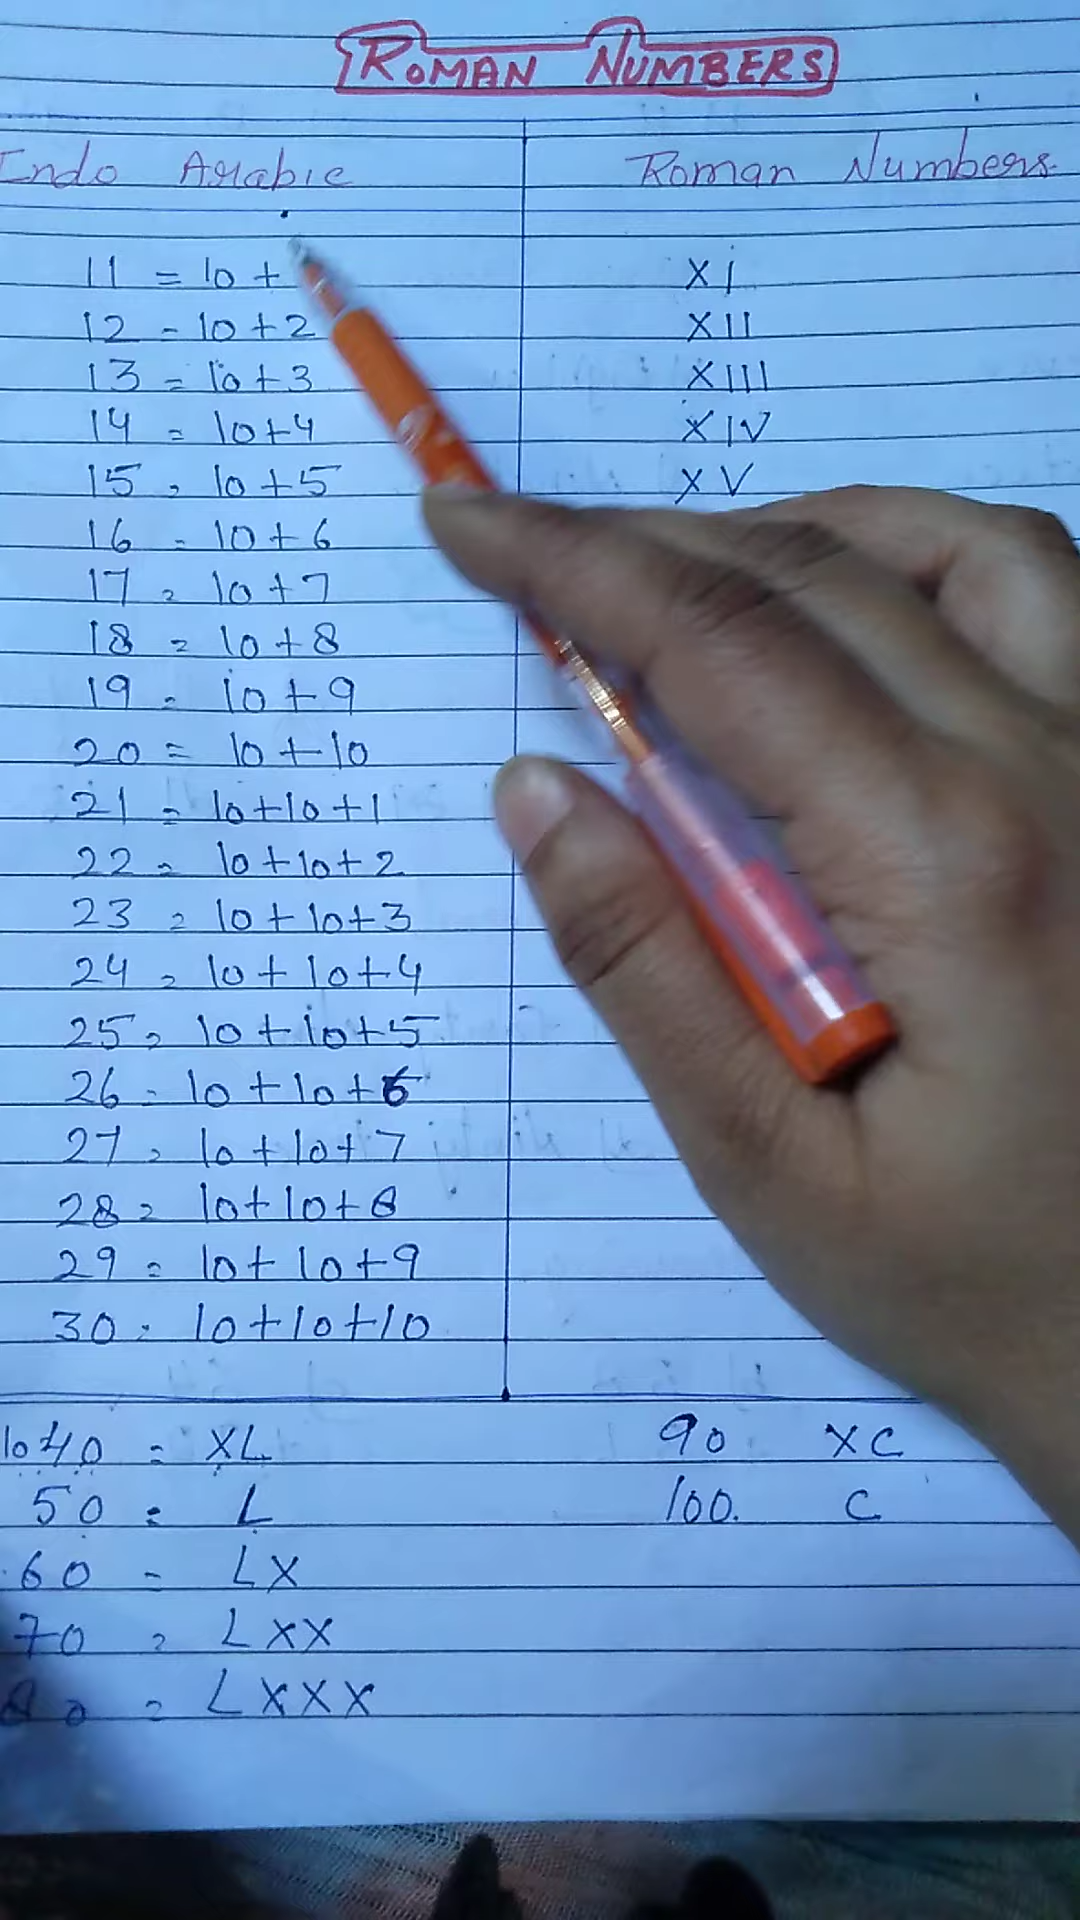 ROMAN NUMBERS
Indo Arabic Roman Numbers
11 = 10 + XI
12 = 10 + 2 XII
13 = 10 + 3 XIII
14 = 10 + 4 XIV
15 = 10 + 5 XV
16 = 10 + 6
17 = 10 + 7
18 = 10 + 8
19 = 10 + 9
20 = 10 + 10
21 = 10 + 10 + 1
22 = 10 + 10 + 2
23 = 10 + 10 + 3
24 = 10 + 10 + 4
25 = 10 + 10 + 5
26 = 10 + 10 + 6
27 = 10 + 10 + 7
28 = 10 + 10 + 8
29 = 10 + 10 + 9
30 = 10 + 10 + 10
10 40 = XL 90 XC
50 = L 100. C
60 = LX
70 = LXX
80 = LXXX